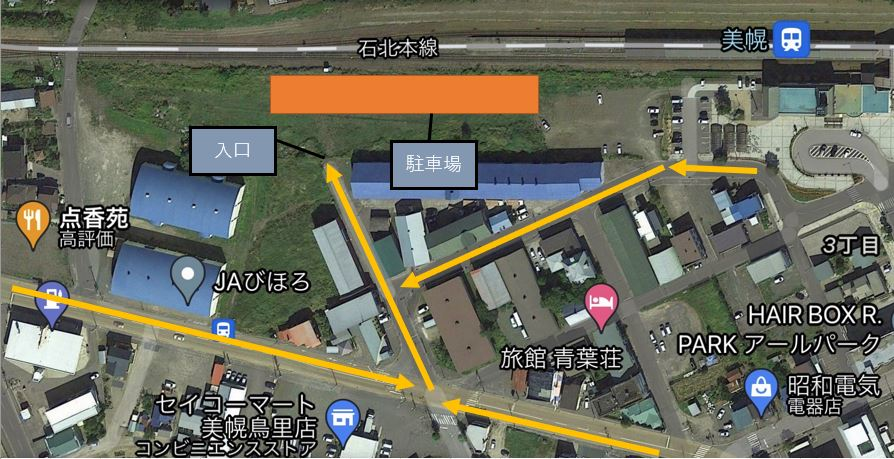 石北本線
美幌
入口
駐車場
点香苑
高評価
JAびほろ
3丁目
HAIR BOX R.
PARK アールパーク
旅館 青葉荘
昭和電気
電器店
セイコーマート
美幌鳥里店
コンビニエンスストア